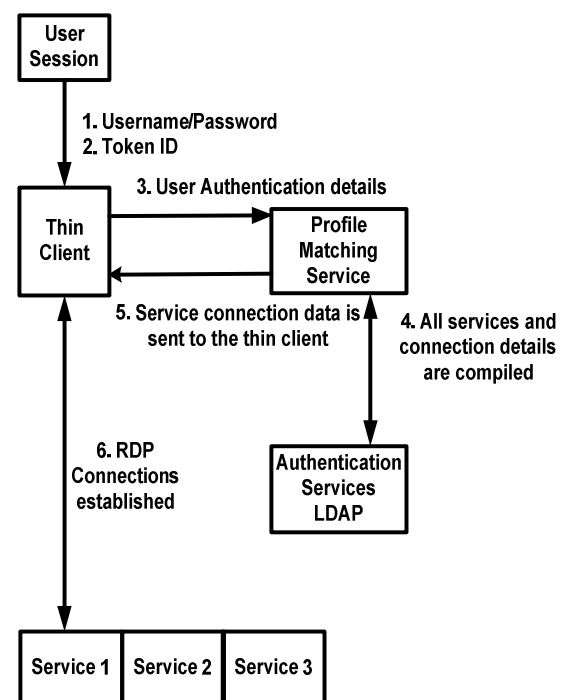 User
Session
1. Username/Password
2. Token ID
3. User Authentication details
Thin
Client
Profile
Matching
Service
5. Service connection data is
sent to the thin client
4. All services and
connection details
are compiled
6. RDP
Connections
established
Authentication
Services
LDAP
Service 1
Service 2
Service 3